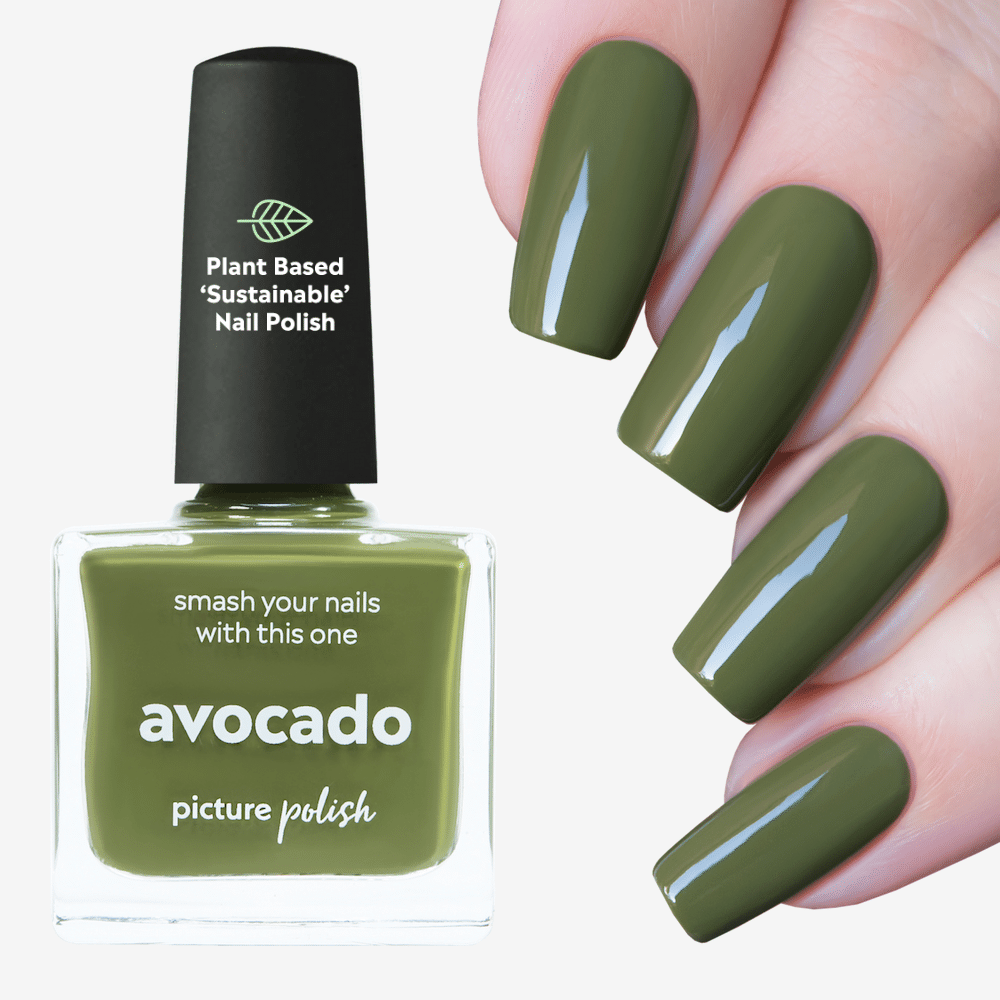 Plant Based
‘Sustainable’
Nail Polish
smash your nails
with this one
avocado
picture polish